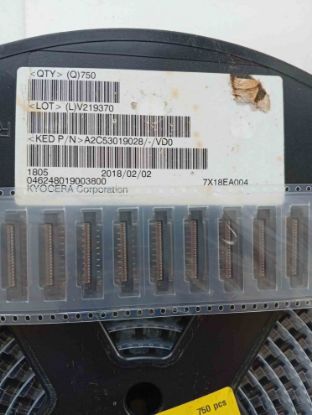 <QTY> (Q)750
<LOT> (L)V219370
<KED P/N>A2C53019028/-/VD0
1805 2018/02/02
046248019003800 7X18EA004
KYOCERA Corporation
750 pcs